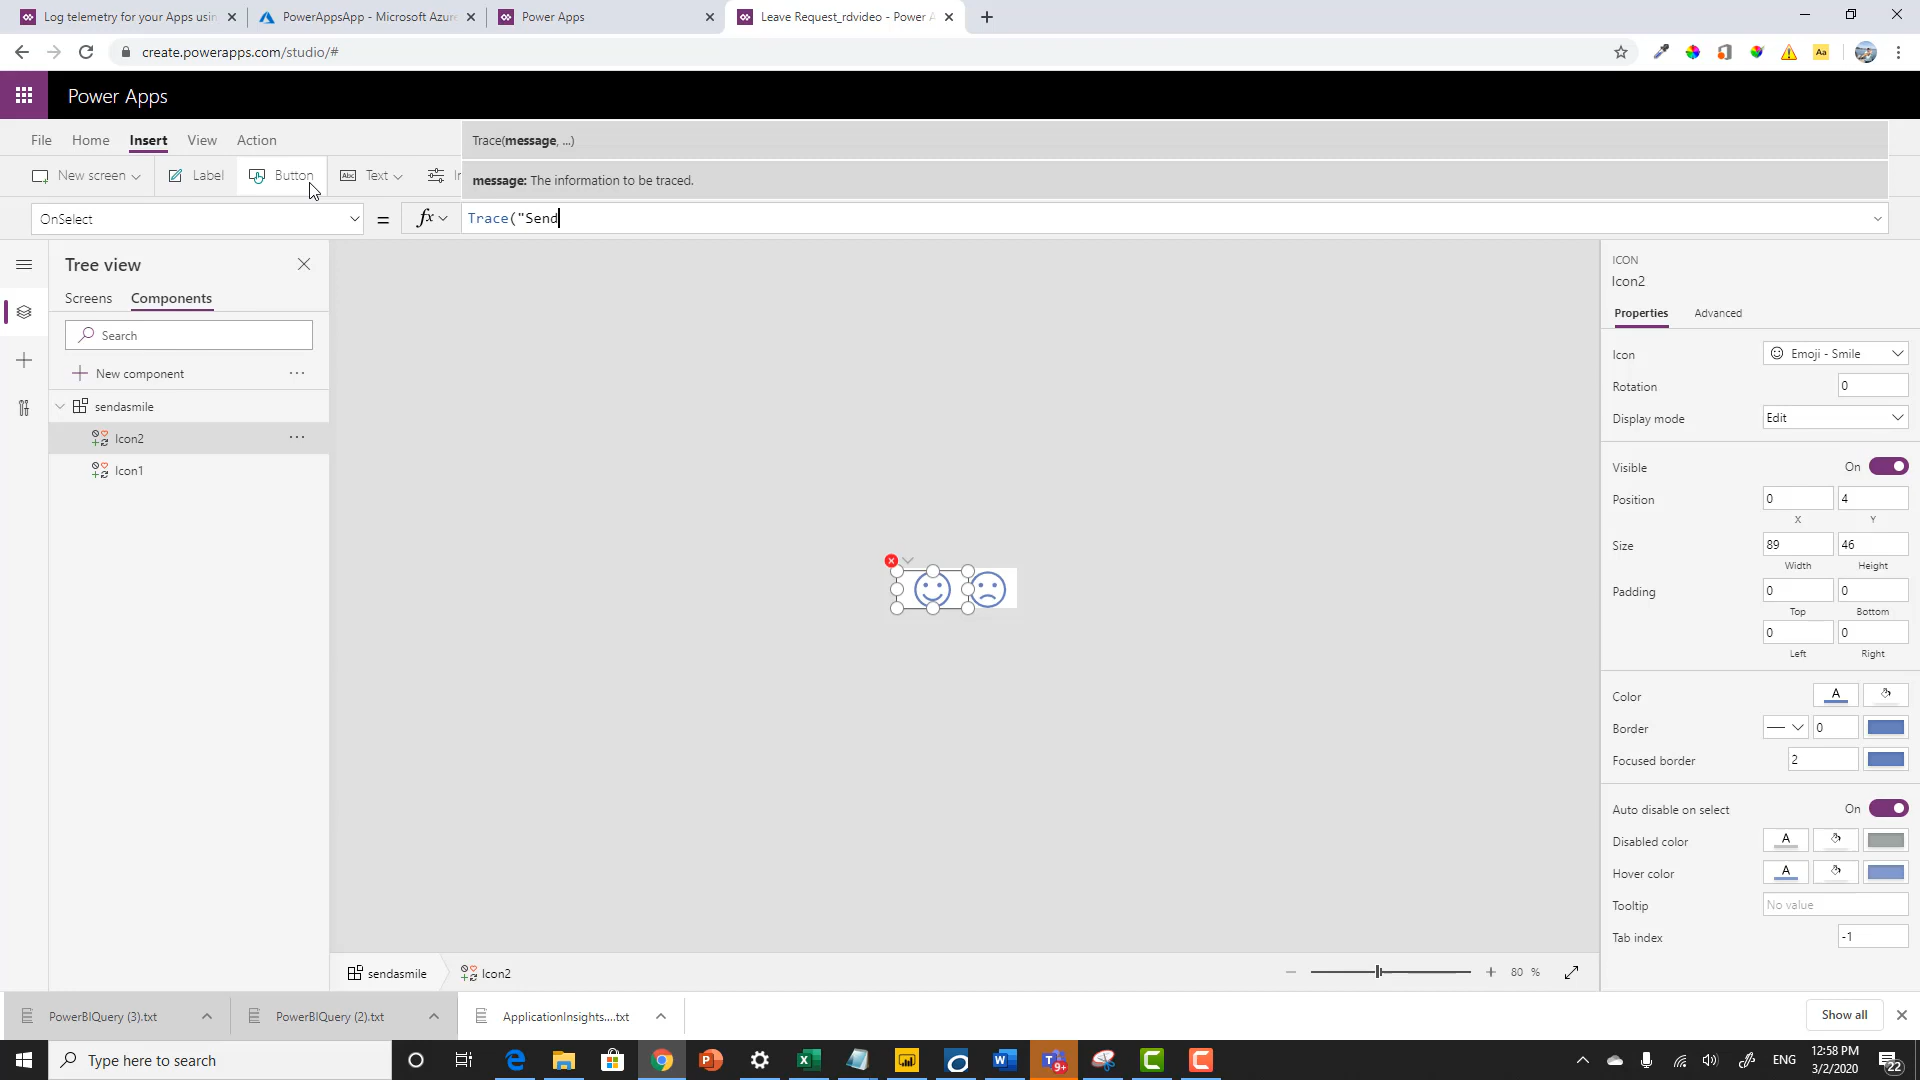 Log telemetry for your Apps usin
PowerAppsApp - Microsoft Azure
Power Apps
Leave Request_rdvideo - Power A
create.powerapps.com/studio/#
Aa
Power Apps
File Home Insert View Action
Trace(message, ...)
New screen Label Button Text In
message: The information to be traced.
OnSelect = fx Trace("Send
Tree view
Screens Components
Search
New component ...
sendasmile
Icon2 ...
Icon1
ICON
Icon2
Properties Advanced
Icon Emoji - Smile
Rotation 0
Display mode Edit
Visible On
Position 0 4
X Y
Size 89 46
Width Height
Padding 0 0
Top Bottom
0 0
Left Right
Color A
Border 0
Focused border 2
Auto disable on select On
Disabled color A
Hover color A
Tooltip No value
Tab index -1
sendasmile Icon2 80 %
PowerBIQuery (3).txt PowerBIQuery (2).txt ApplicationInsights....txt Show all
Type here to search
9+
ENG
12:58 PM
3/2/2020
22